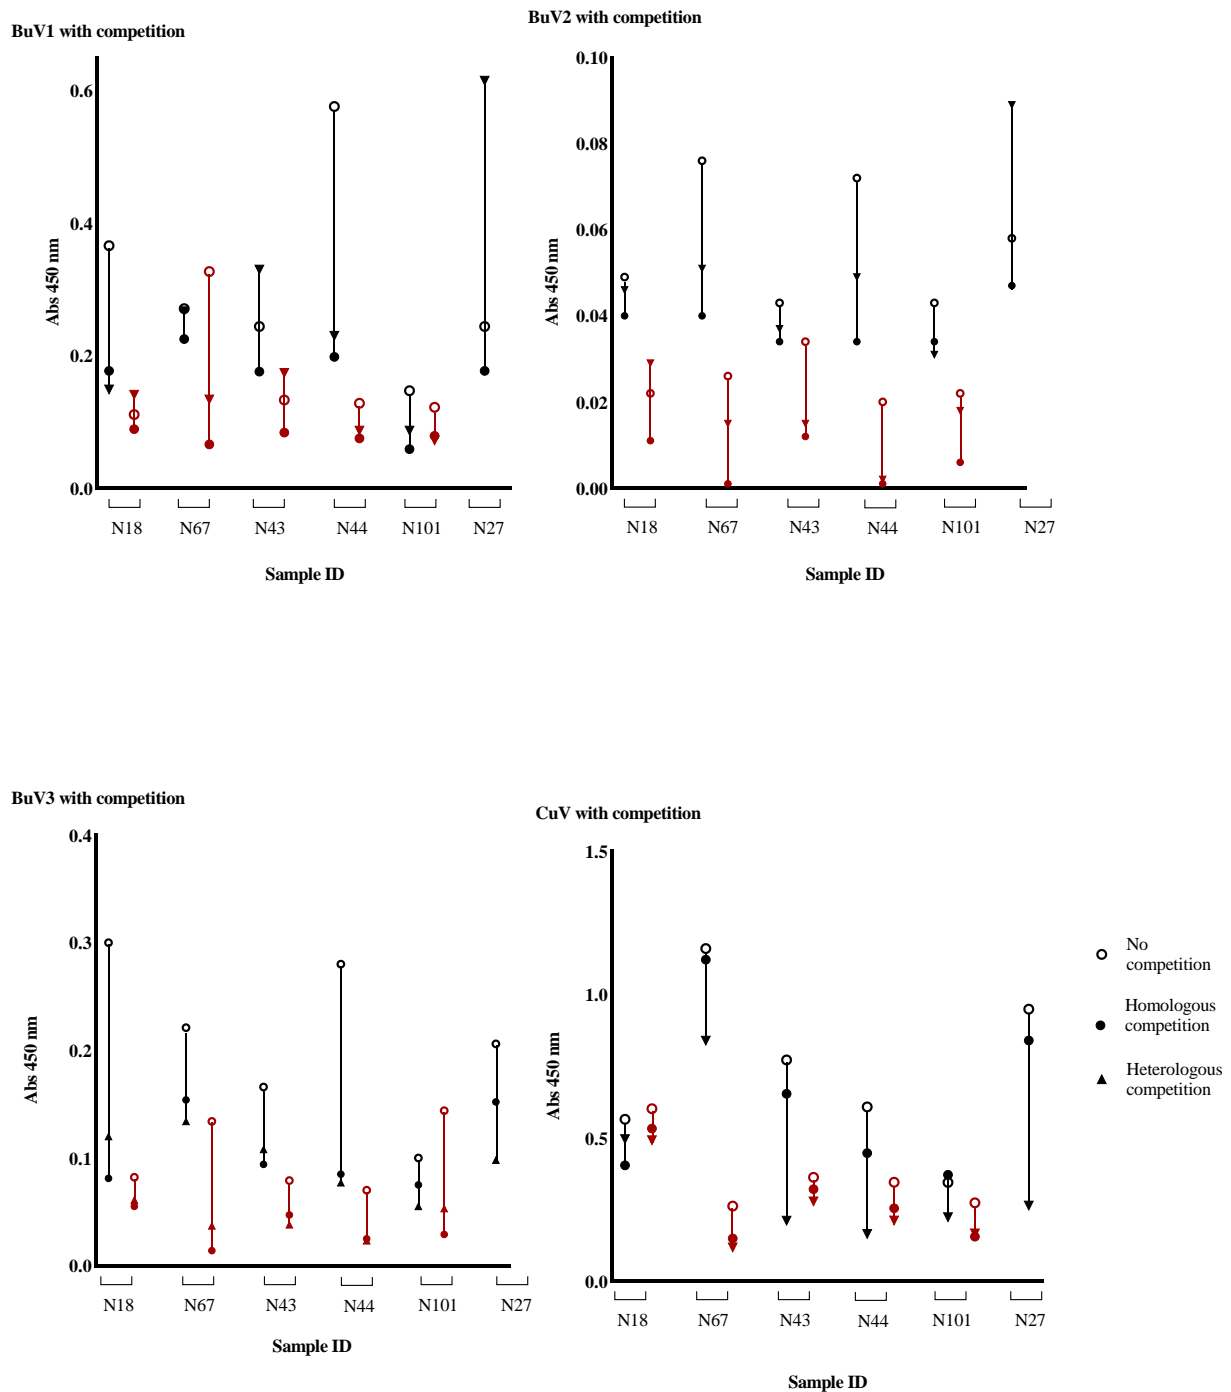 BuV1 with competition
Abs 450 nm
0.6
0.4
0.2
0.0
N18 N67 N43 N44 N101 N27
Sample ID
BuV2 with competition
Abs 450 nm
0.10
0.08
0.06
0.04
0.02
0.00
N18 N67 N43 N44 N101 N27
Sample ID
BuV3 with competition
Abs 450 nm
0.4
0.3
0.2
0.1
0.0
N18 N67 N43 N44 N101 N27
Sample ID
CuV with competition
Abs 450 nm
1.5
1.0
0.5
0.0
N18 N67 N43 N44 N101 N27
Sample ID
No
competition
Homologous
competition
Heterologous
competition